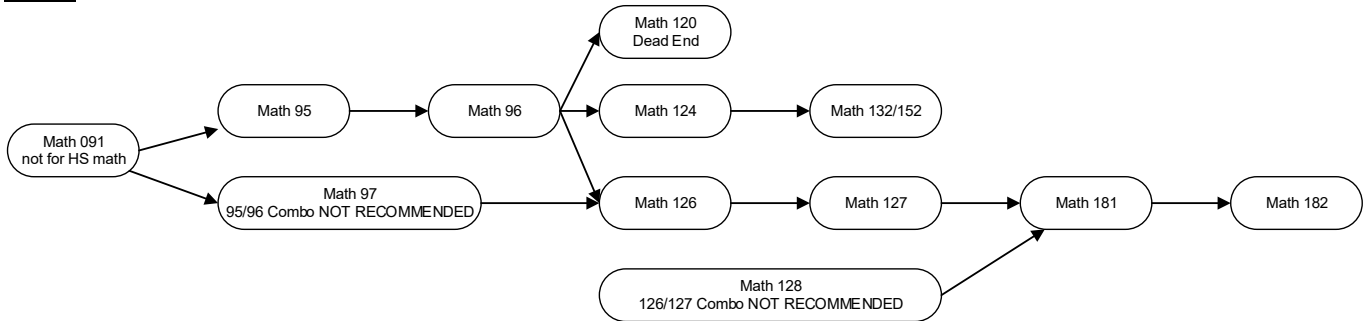 Math 120
Dead End
Math 95
Math 96
Math 124
Math 132/152
Math 091
not for HS math
Math 97
95/96 Combo NOT RECOMMENDED
Math 126
Math 127
Math 181
Math 182
Math 128
126/127 Combo NOT RECOMMENDED